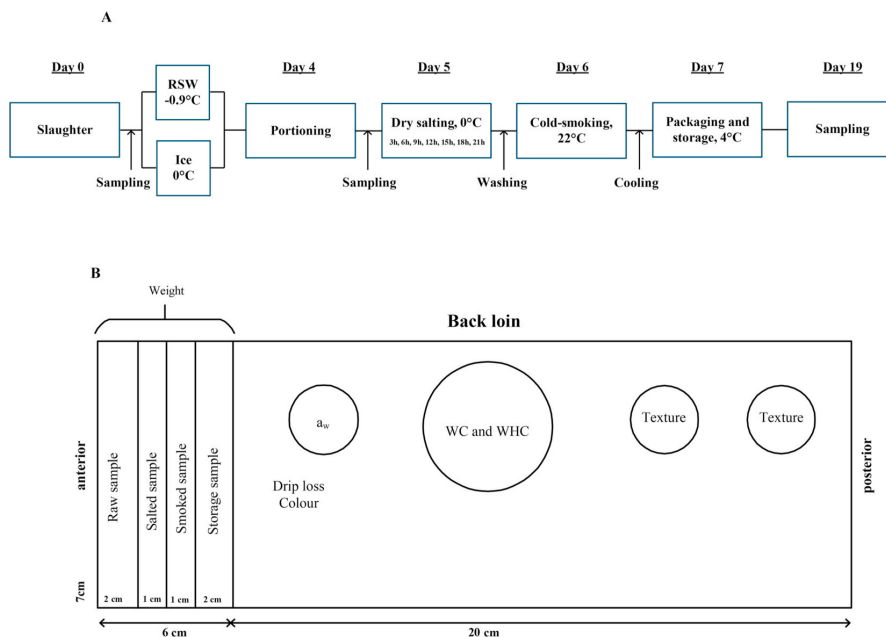 A
Day 0
Day 4
Day 5
Day 6
Day 7
Day 19
Slaughter
RSW
-0.9°C
Ice
0°C
Portioning
Dry salting, 0°C
3h, 6h, 9h, 12h, 15h, 18h, 21h
Cold-smoking,
22°C
Packaging and
storage, 4°C
Sampling
Sampling
Sampling
Washing
Cooling
B
Weight
Back loin
anterior
7cm
Raw sample
Salted sample
Smoked sample
Storage sample
2 cm
1 cm
1 cm
2 cm
a_w
WC and WHC
Texture
Texture
Drip loss
Colour
posterior
6 cm
20 cm